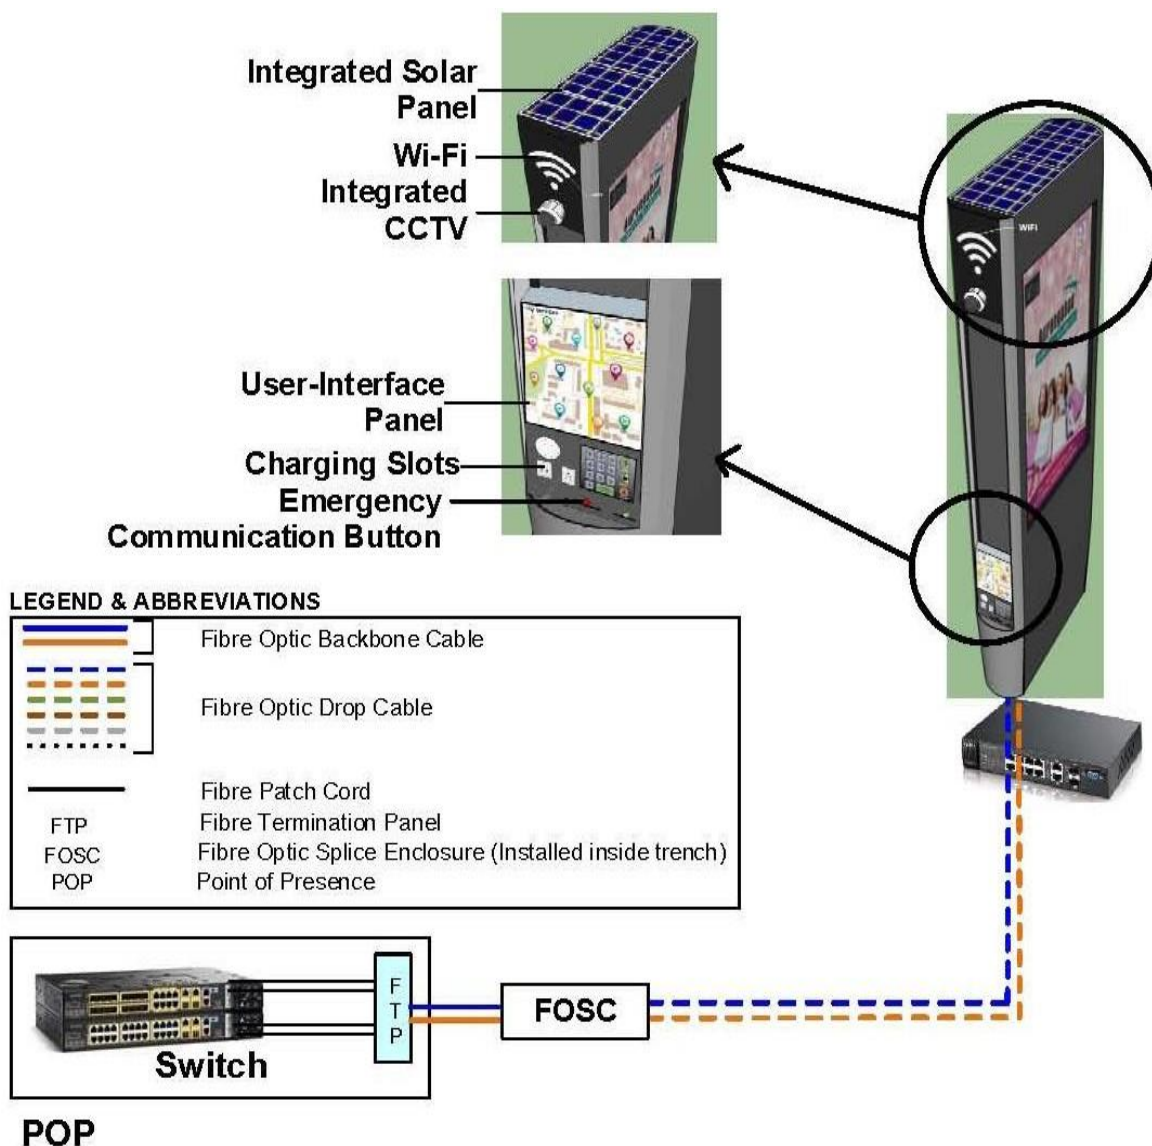 Integrated Solar
Panel
Wi-Fi
Integrated
CCTV
WIFI
User-Interface
Panel
Charging Slots
Emergency
Communication Button
LEGEND & ABBREVIATIONS
Fibre Optic Backbone Cable
Fibre Optic Drop Cable
Fibre Patch Cord
FTP Fibre Termination Panel
FOSC Fibre Optic Splice Enclosure (Installed inside trench)
POP Point of Presence
F
T
P
FOSC
Switch
POP